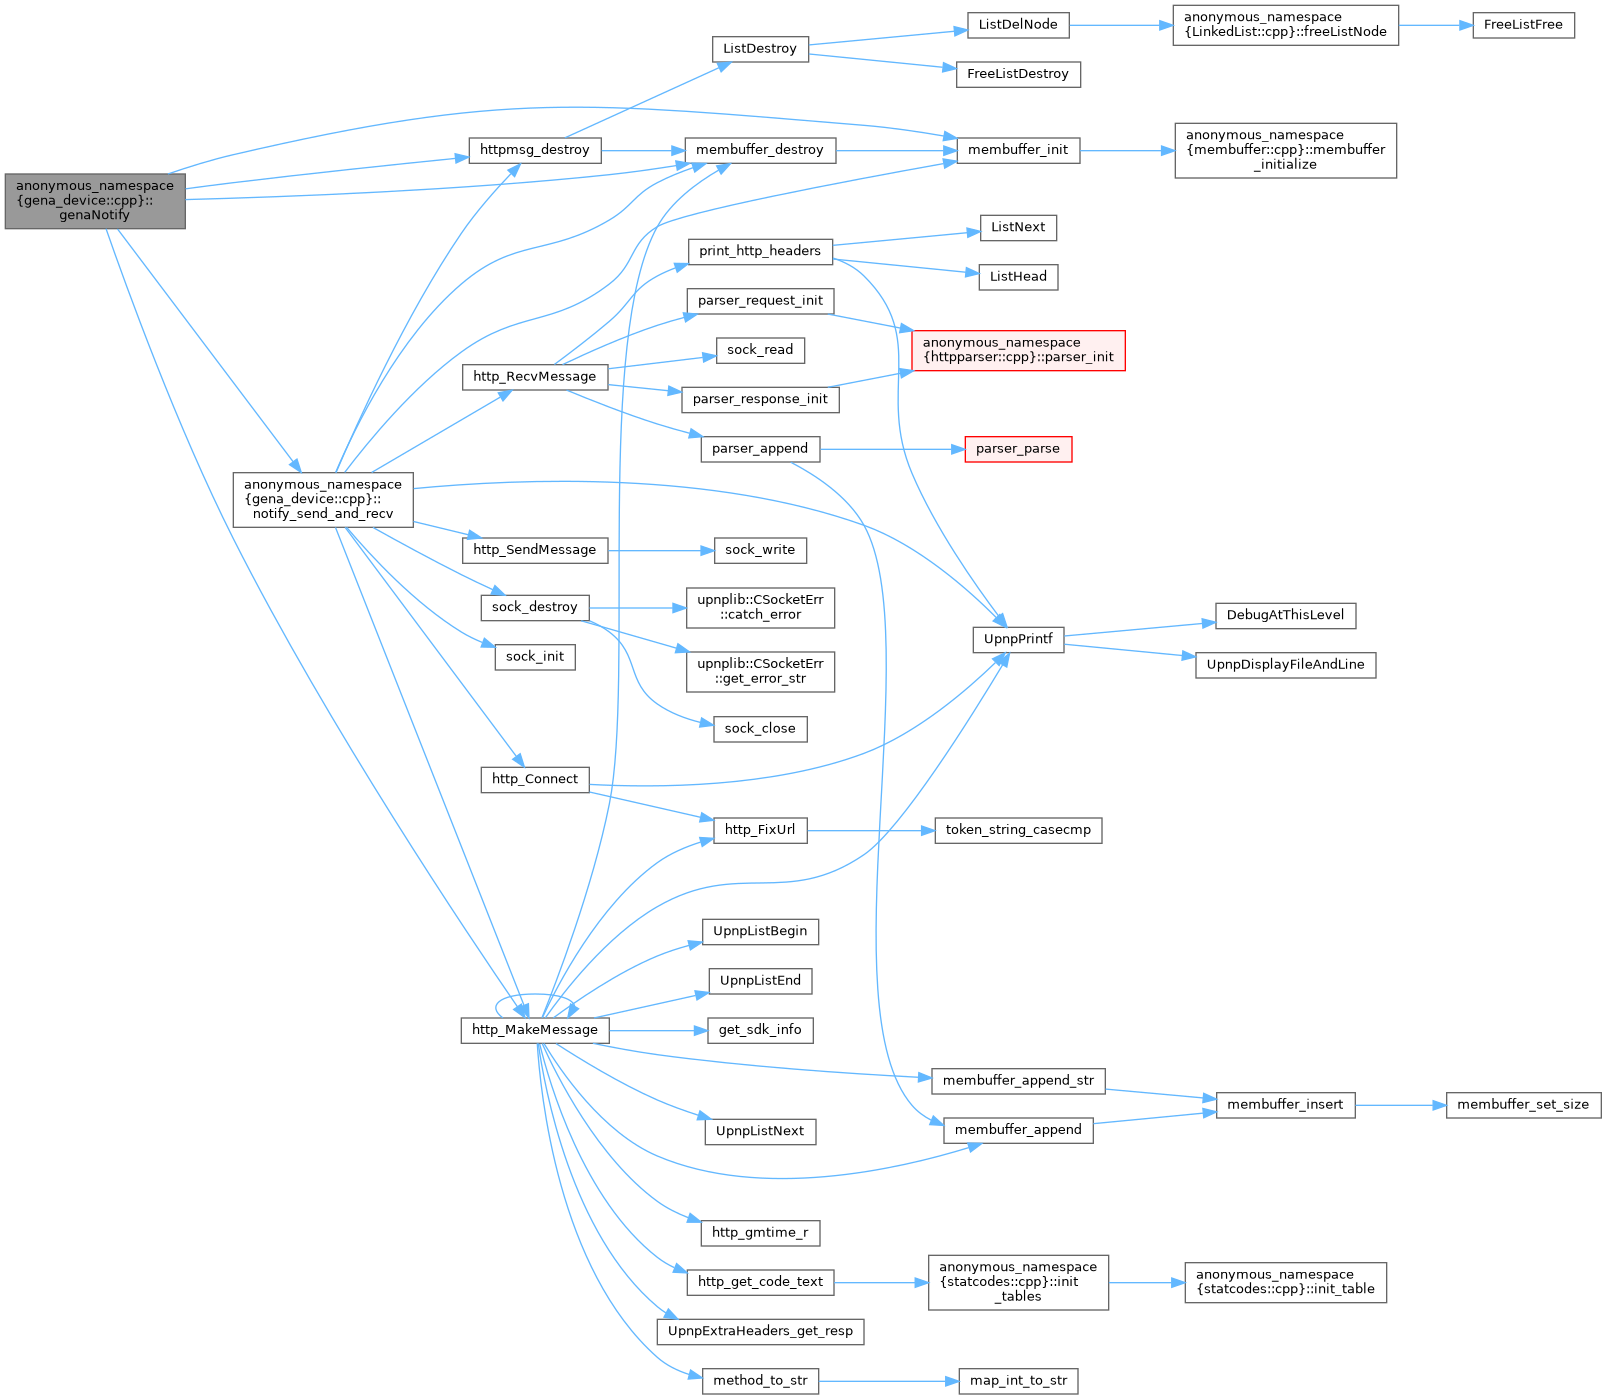 anonymous_namespace
{gena_device::cpp}::
genaNotify
httpmsg_destroy
ListDestroy
ListDelNode
anonymous_namespace
{LinkedList::cpp}::freeListNode
FreeListFree
FreeListDestroy
membuffer_destroy
membuffer_init
anonymous_namespace
{membuffer::cpp}::membuffer
_initialize
anonymous_namespace
{gena_device::cpp}::
notify_send_and_recv
http_RecvMessage
print_http_headers
ListNext
ListHead
parser_request_init
anonymous_namespace
{httpparser::cpp}::parser_init
sock_read
parser_response_init
parser_append
parser_parse
http_SendMessage
sock_write
sock_destroy
upnplib::CSocketErr
::catch_error
upnplib::CSocketErr
::get_error_str
sock_close
sock_init
UpnpPrintf
DebugAtThisLevel
UpnpDisplayFileAndLine
http_Connect
http_FixUrl
token_string_casecmp
http_MakeMessage
UpnpListBegin
UpnpListEnd
get_sdk_info
membuffer_append_str
membuffer_insert
membuffer_set_size
UpnpListNext
membuffer_append
http_gmtime_r
http_get_code_text
anonymous_namespace
{statcodes::cpp}::init
_tables
anonymous_namespace
{statcodes::cpp}::init_table
UpnpExtraHeaders_get_resp
method_to_str
map_int_to_str